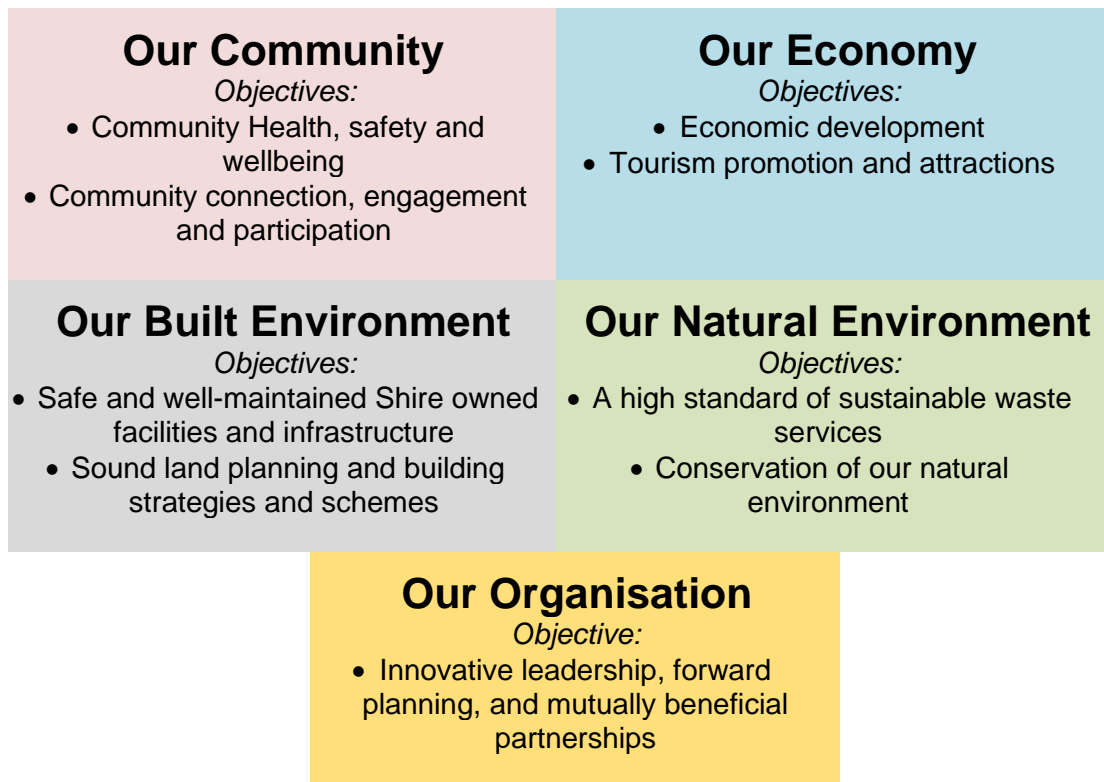 Our Community
Objectives:
• Community Health, safety and
wellbeing
• Community connection, engagement
and participation
Our Economy
Objectives:
• Economic development
• Tourism promotion and attractions
Our Built Environment
Objectives:
• Safe and well-maintained Shire owned
facilities and infrastructure
• Sound land planning and building
strategies and schemes
Our Natural Environment
Objectives:
• A high standard of sustainable waste
services
• Conservation of our natural
environment
Our Organisation
Objective:
• Innovative leadership, forward
planning, and mutually beneficial
partnerships